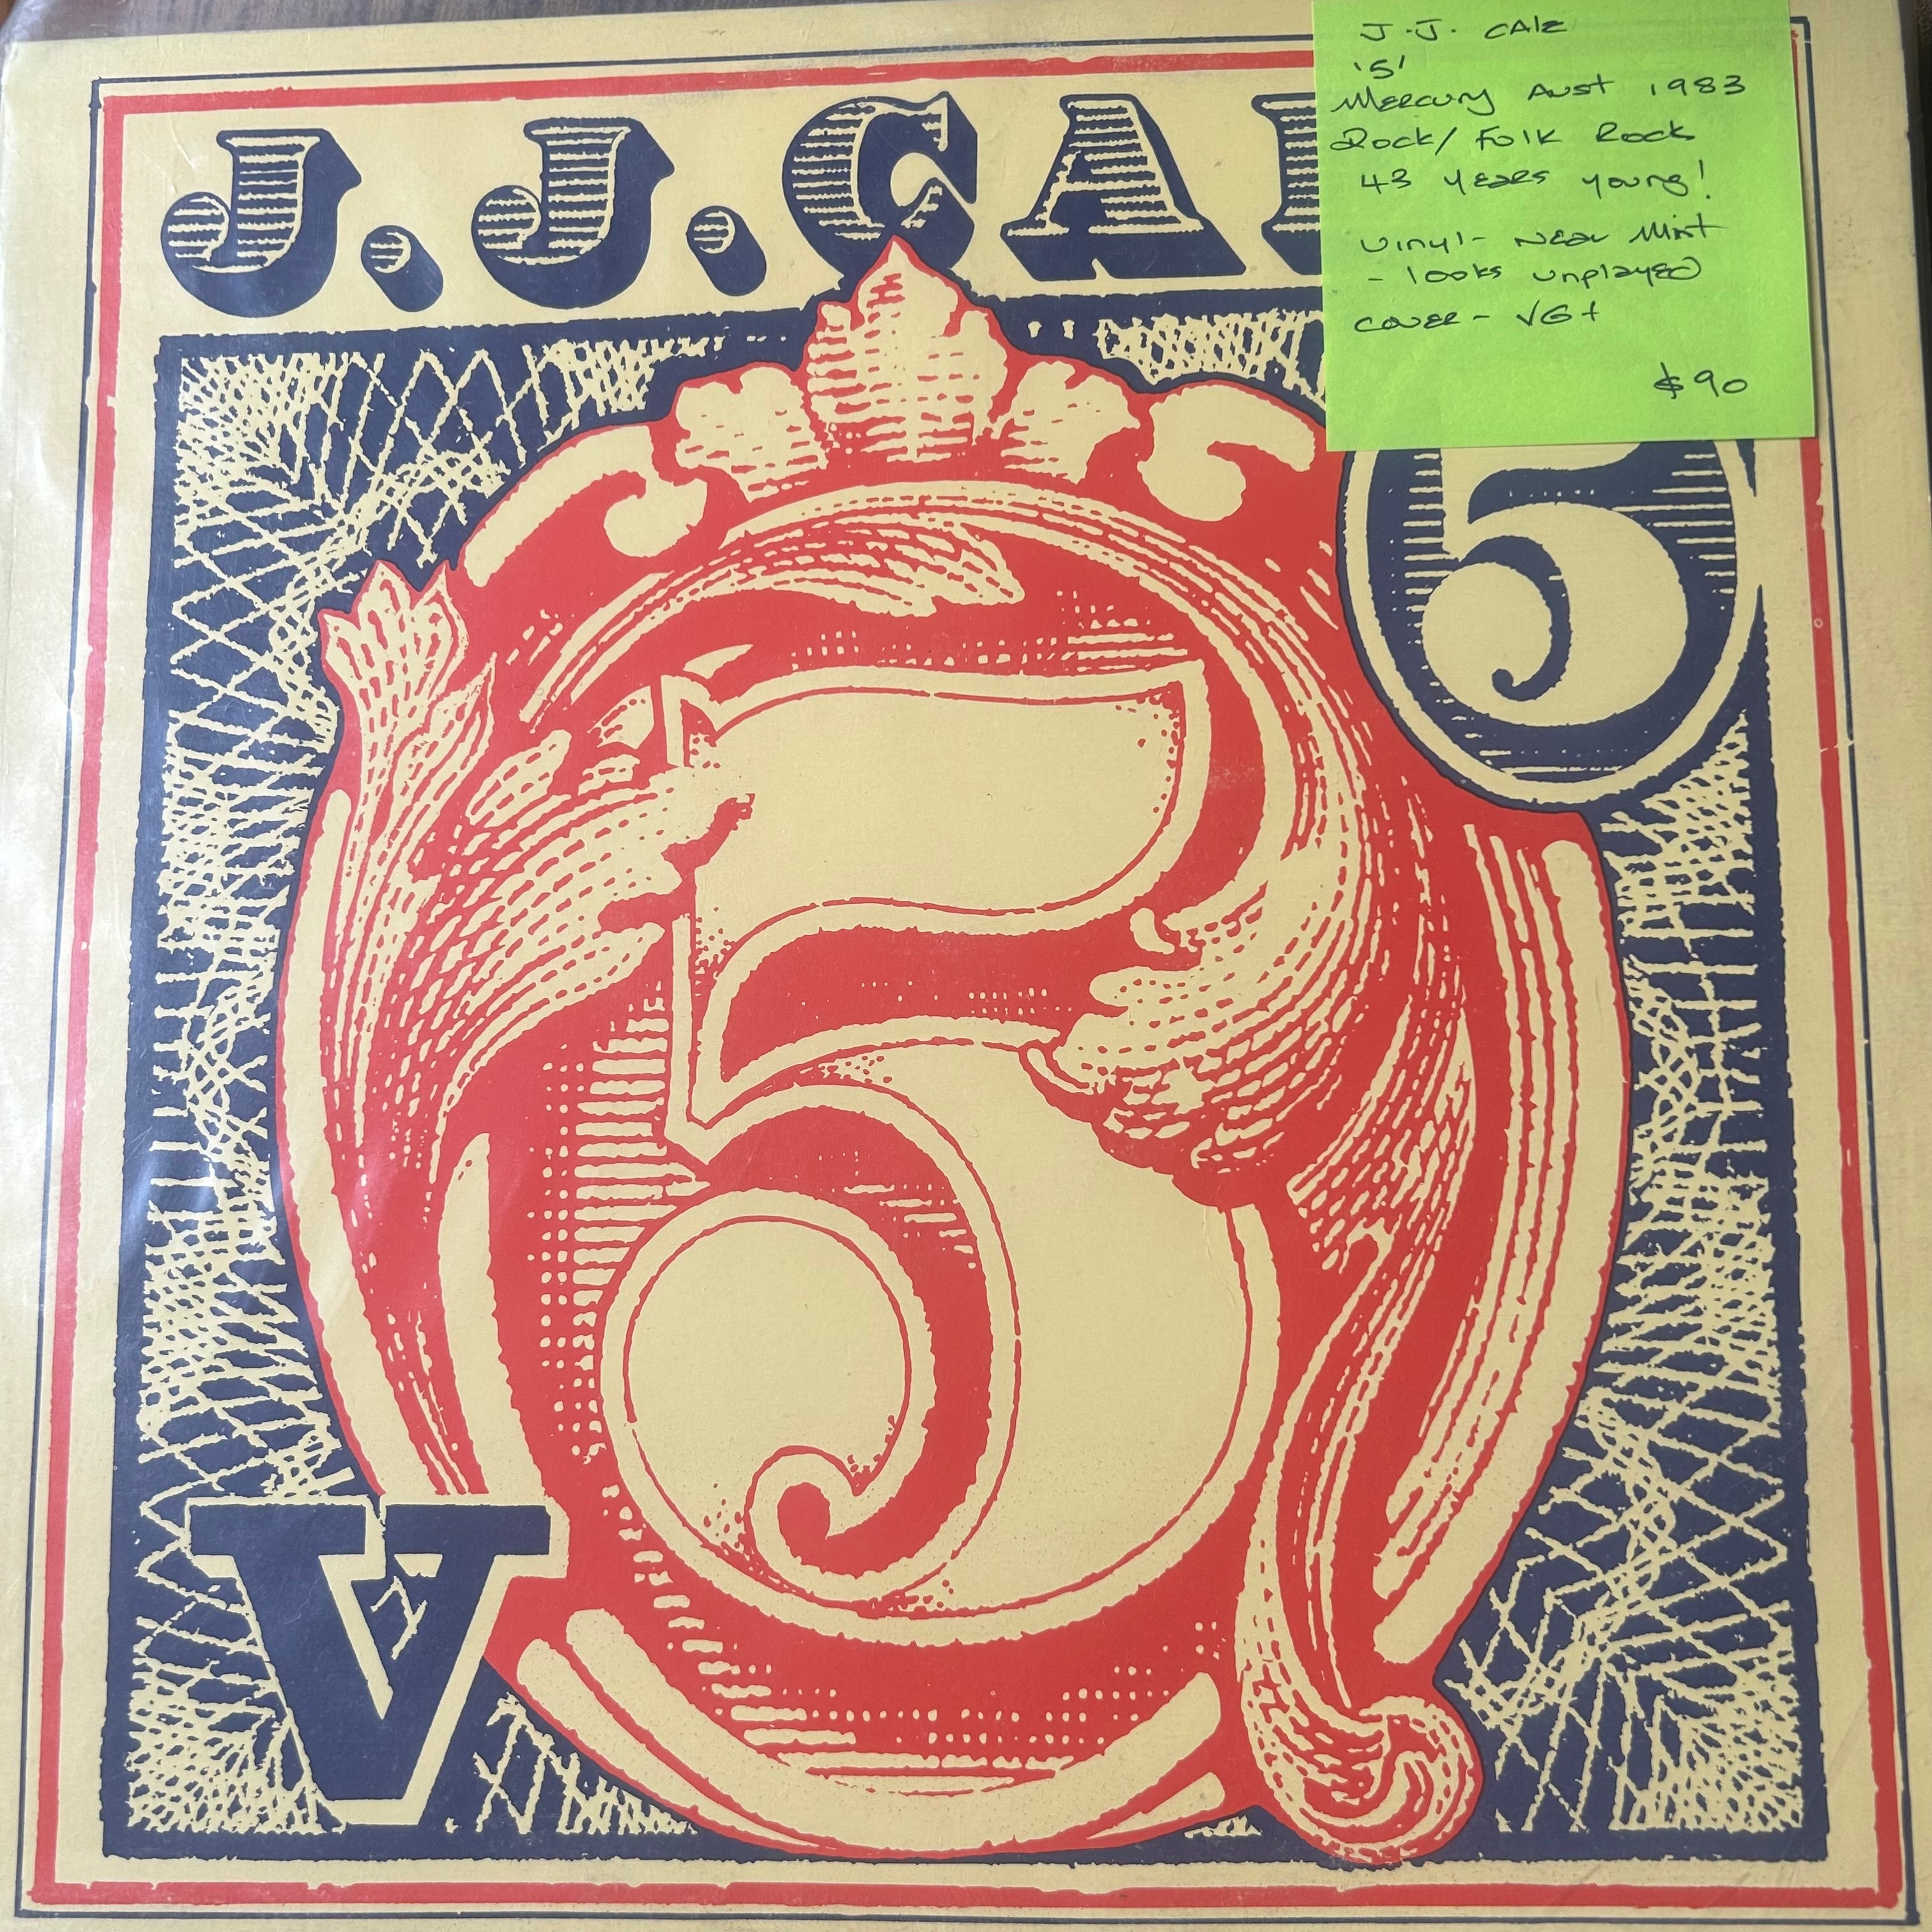 J.J. CA
J.J. CAlE
'5'
Mercury Aust 1983
Rock/ Folk Rock
43 years young!
Vinyl - Near Mint
- looks unplayed
Cover - VG+
$90
5
5
V